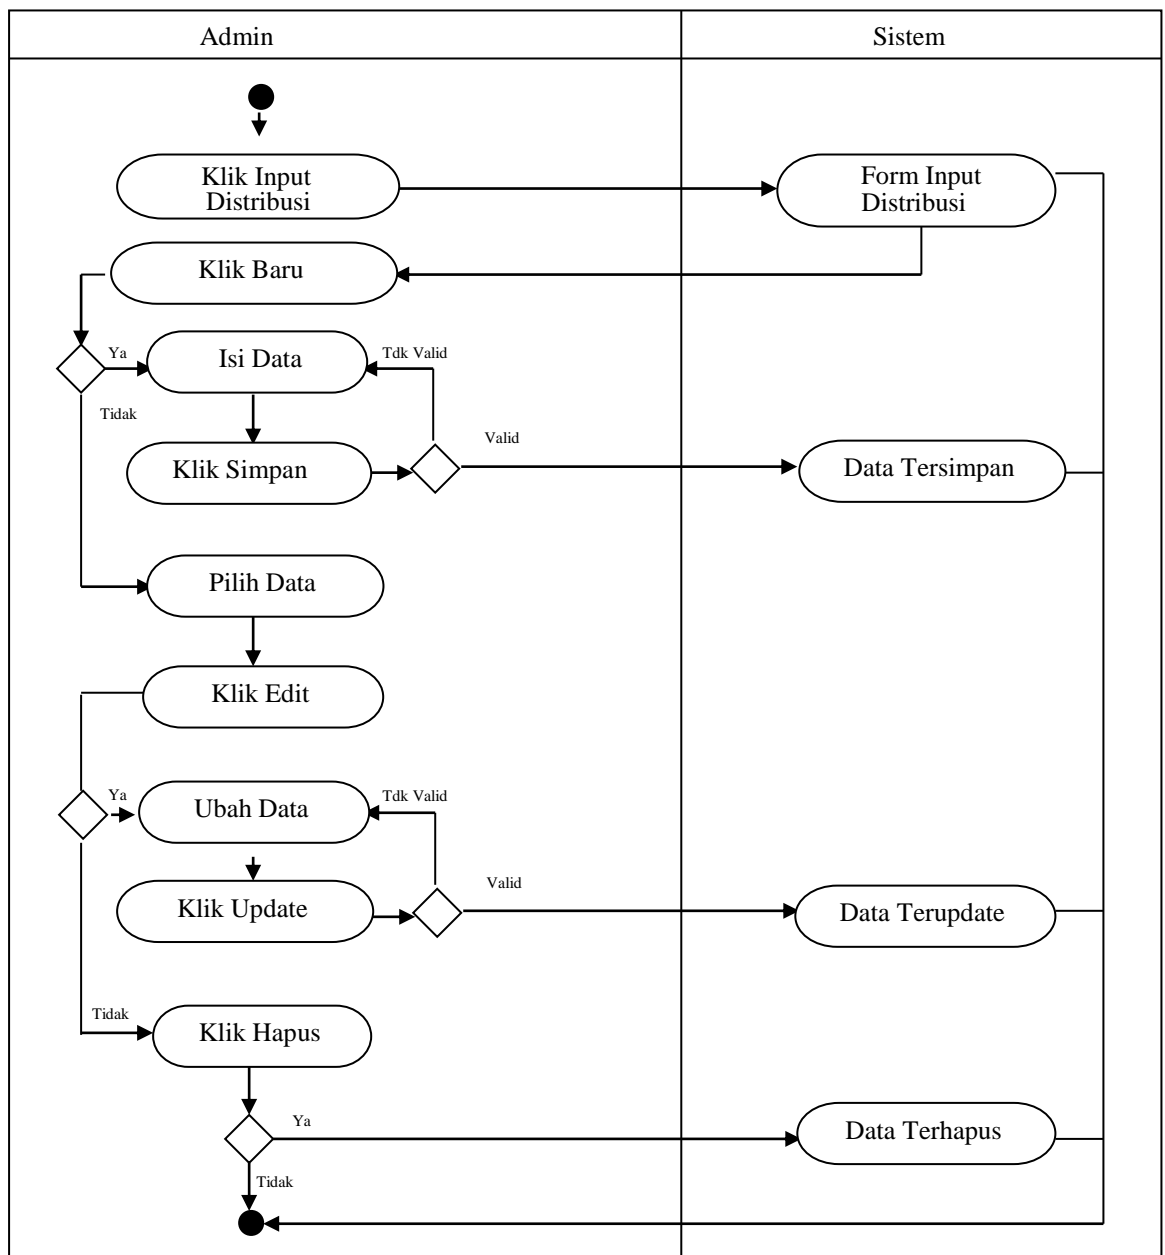 Admin
Sistem
Klik Input
Distribusi
Form Input
Distribusi
Klik Baru
Ya
Isi Data
Tdk Valid
Tidak
Klik Simpan
Valid
Data Tersimpan
Pilih Data
Klik Edit
Ya
Ubah Data
Tdk Valid
Klik Update
Valid
Data Terupdate
Tidak
Klik Hapus
Ya
Data Terhapus
Tidak